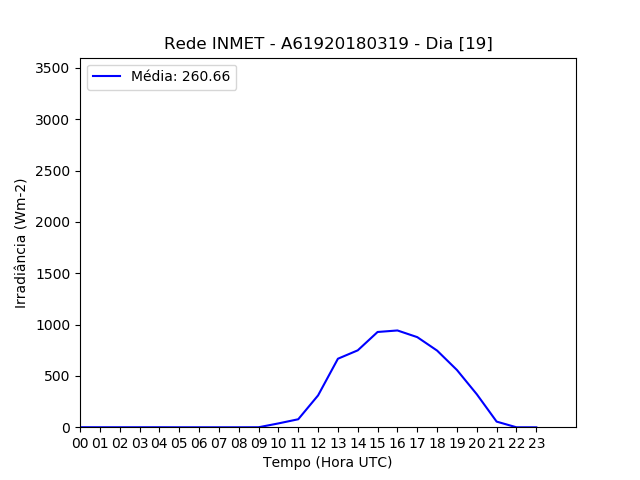 Rede INMET - A61920180319 - Dia [19]
Média: 260.66
3500
3000
2500
2000
1500
1000
500
0
Irradiância (Wm-2)
00 01 02 03 04 05 06 07 08 09 10 11 12 13 14 15 16 17 18 19 20 21 22 23
Tempo (Hora UTC)